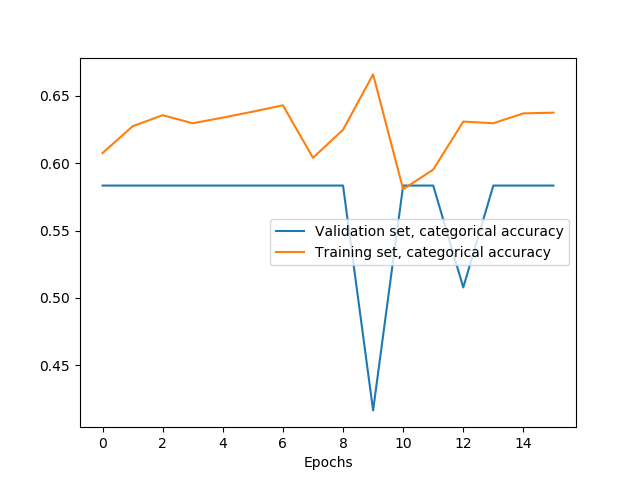 0.65
0.60
0.55
0.50
0.45
Validation set, categorical accuracy
Training set, categorical accuracy
0 2 4 6 8 10 12 14
Epochs